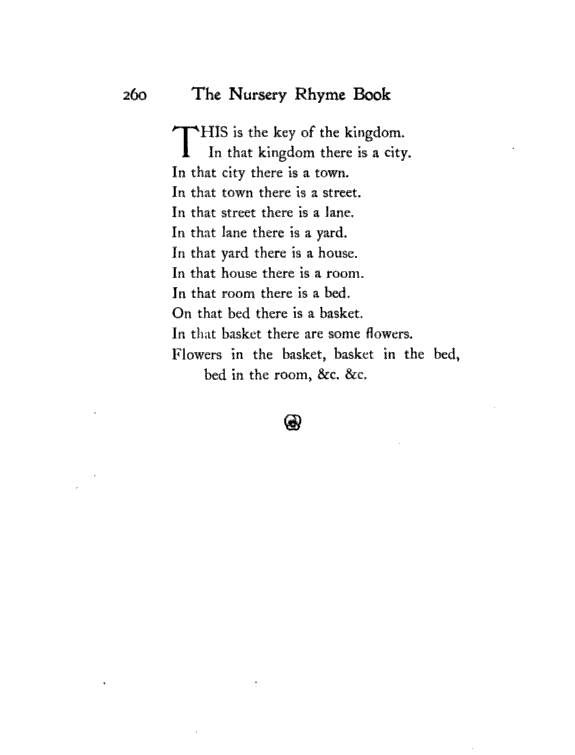 260 The Nursery Rhyme Book
THIS is the key of the kingdom.
In that kingdom there is a city.
In that city there is a town.
In that town there is a street.
In that street there is a lane.
In that lane there is a yard.
In that yard there is a house.
In that house there is a room.
In that room there is a bed.
On that bed there is a basket.
In that basket there are some flowers.
Flowers in the basket, basket in the bed,
bed in the room, &c. &c.